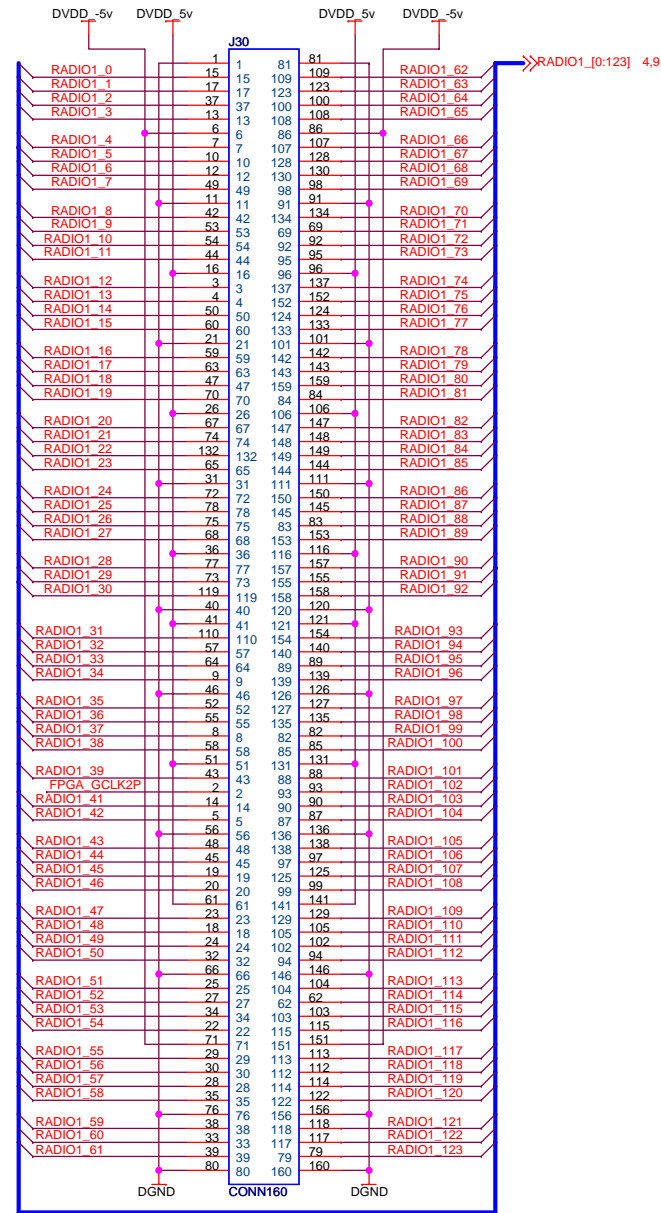 DVDD_-5v DVDD_5v DVDD_5v DVDD_-5v
J30
1 1 81 81 RADIO1_[0:123] 4,9
RADIO1_0 15 15 109 109 RADIO1_62
RADIO1_1 17 17 123 123 RADIO1_63
RADIO1_2 37 37 100 100 RADIO1_64
RADIO1_3 13 13 108 108 RADIO1_65
6 6 86 86
RADIO1_4 7 7 107 107 RADIO1_66
RADIO1_5 10 10 128 128 RADIO1_67
RADIO1_6 12 12 130 130 RADIO1_68
RADIO1_7 49 49 98 98 RADIO1_69
11 11 91 91
RADIO1_8 42 42 134 134 RADIO1_70
RADIO1_9 53 53 69 69 RADIO1_71
RADIO1_10 54 54 92 92 RADIO1_72
RADIO1_11 44 44 95 95 RADIO1_73
16 16 96 96
RADIO1_12 3 3 137 137 RADIO1_74
RADIO1_13 4 4 152 152 RADIO1_75
RADIO1_14 50 50 124 124 RADIO1_76
RADIO1_15 60 60 133 133 RADIO1_77
21 21 101 101
RADIO1_16 59 59 142 142 RADIO1_78
RADIO1_17 63 63 143 143 RADIO1_79
RADIO1_18 47 47 159 159 RADIO1_80
RADIO1_19 70 70 84 84 RADIO1_81
26 26 106 106
RADIO1_20 67 67 147 147 RADIO1_82
RADIO1_21 74 74 148 148 RADIO1_83
RADIO1_22 132 132 149 149 RADIO1_84
RADIO1_23 65 65 144 144 RADIO1_85
31 31 111 111
RADIO1_24 72 72 150 150 RADIO1_86
RADIO1_25 78 78 145 145 RADIO1_87
RADIO1_26 75 75 83 83 RADIO1_88
RADIO1_27 68 68 153 153 RADIO1_89
36 36 116 116
RADIO1_28 77 77 157 157 RADIO1_90
RADIO1_29 73 73 155 155 RADIO1_91
RADIO1_30 119 119 158 158 RADIO1_92
40 40 120 120
41 41 121 121
RADIO1_31 110 110 154 154 RADIO1_93
RADIO1_32 57 57 140 140 RADIO1_94
RADIO1_33 64 64 89 89 RADIO1_95
RADIO1_34 9 9 139 139 RADIO1_96
46 46 126 126
RADIO1_35 52 52 127 127 RADIO1_97
RADIO1_36 55 55 135 135 RADIO1_98
RADIO1_37 8 8 82 82 RADIO1_99
RADIO1_38 58 58 85 85 RADIO1_100
51 51 131 131
RADIO1_39 43 43 88 88 RADIO1_101
FPGA_GCLK2P 2 2 93 93 RADIO1_102
RADIO1_41 14 14 90 90 RADIO1_103
RADIO1_42 5 5 87 87 RADIO1_104
56 56 136 136
RADIO1_43 48 48 138 138 RADIO1_105
RADIO1_44 45 45 97 97 RADIO1_106
RADIO1_45 19 19 125 125 RADIO1_107
RADIO1_46 20 20 99 99 RADIO1_108
61 61 141 141
RADIO1_47 23 23 129 129 RADIO1_109
RADIO1_48 18 18 105 105 RADIO1_110
RADIO1_49 24 24 102 102 RADIO1_111
RADIO1_50 32 32 94 94 RADIO1_112
66 66 146 146
RADIO1_51 25 25 104 104 RADIO1_113
RADIO1_52 27 27 62 62 RADIO1_114
RADIO1_53 34 34 103 103 RADIO1_115
RADIO1_54 22 22 115 115 RADIO1_116
71 71 151 151
RADIO1_55 29 29 113 113 RADIO1_117
RADIO1_56 30 30 112 112 RADIO1_118
RADIO1_57 28 28 114 114 RADIO1_119
RADIO1_58 35 35 122 122 RADIO1_120
76 76 156 156
RADIO1_59 38 38 118 118 RADIO1_121
RADIO1_60 33 33 117 117 RADIO1_122
RADIO1_61 39 39 79 79 RADIO1_123
80 80 160 160
DGND CONN160 DGND